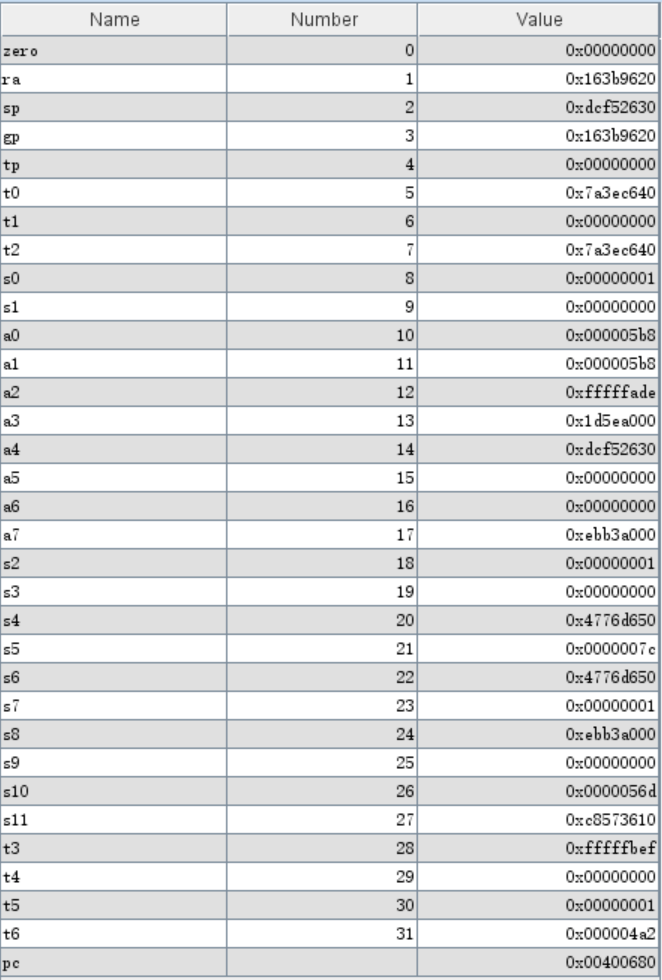 Name Number Value
zero 0 0x00000000
ra 1 0x163b9620
sp 2 0xdcf52630
gp 3 0x163b9620
tp 4 0x00000000
t0 5 0x7a3ec640
t1 6 0x00000000
t2 7 0x7a3ec640
s0 8 0x00000001
s1 9 0x00000000
a0 10 0x000005b8
a1 11 0x000005b8
a2 12 0xfffffade
a3 13 0x1d5ea000
a4 14 0xdcf52630
a5 15 0x00000000
a6 16 0x00000000
a7 17 0xebb3a000
s2 18 0x00000001
s3 19 0x00000000
s4 20 0x4776d650
s5 21 0x0000007c
s6 22 0x4776d650
s7 23 0x00000001
s8 24 0xebb3a000
s9 25 0x00000000
s10 26 0x0000056d
s11 27 0xc8573610
t3 28 0xfffffbef
t4 29 0x00000000
t5 30 0x00000001
t6 31 0x000004a2
pc 0x00400680